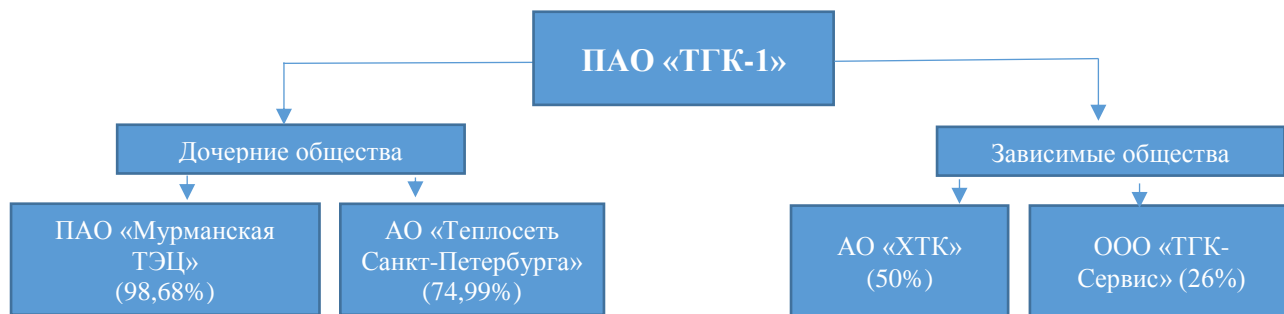 ПАО «ТГК-1»
Дочерние общества
Зависимые общества
ПАО «Мурманская
ТЭЦ»
(98,68%)
АО «Теплосеть
Санкт-Петербурга»
(74,99%)
АО «ХТК»
(50%)
ООО «ТГК-
Сервис» (26%)